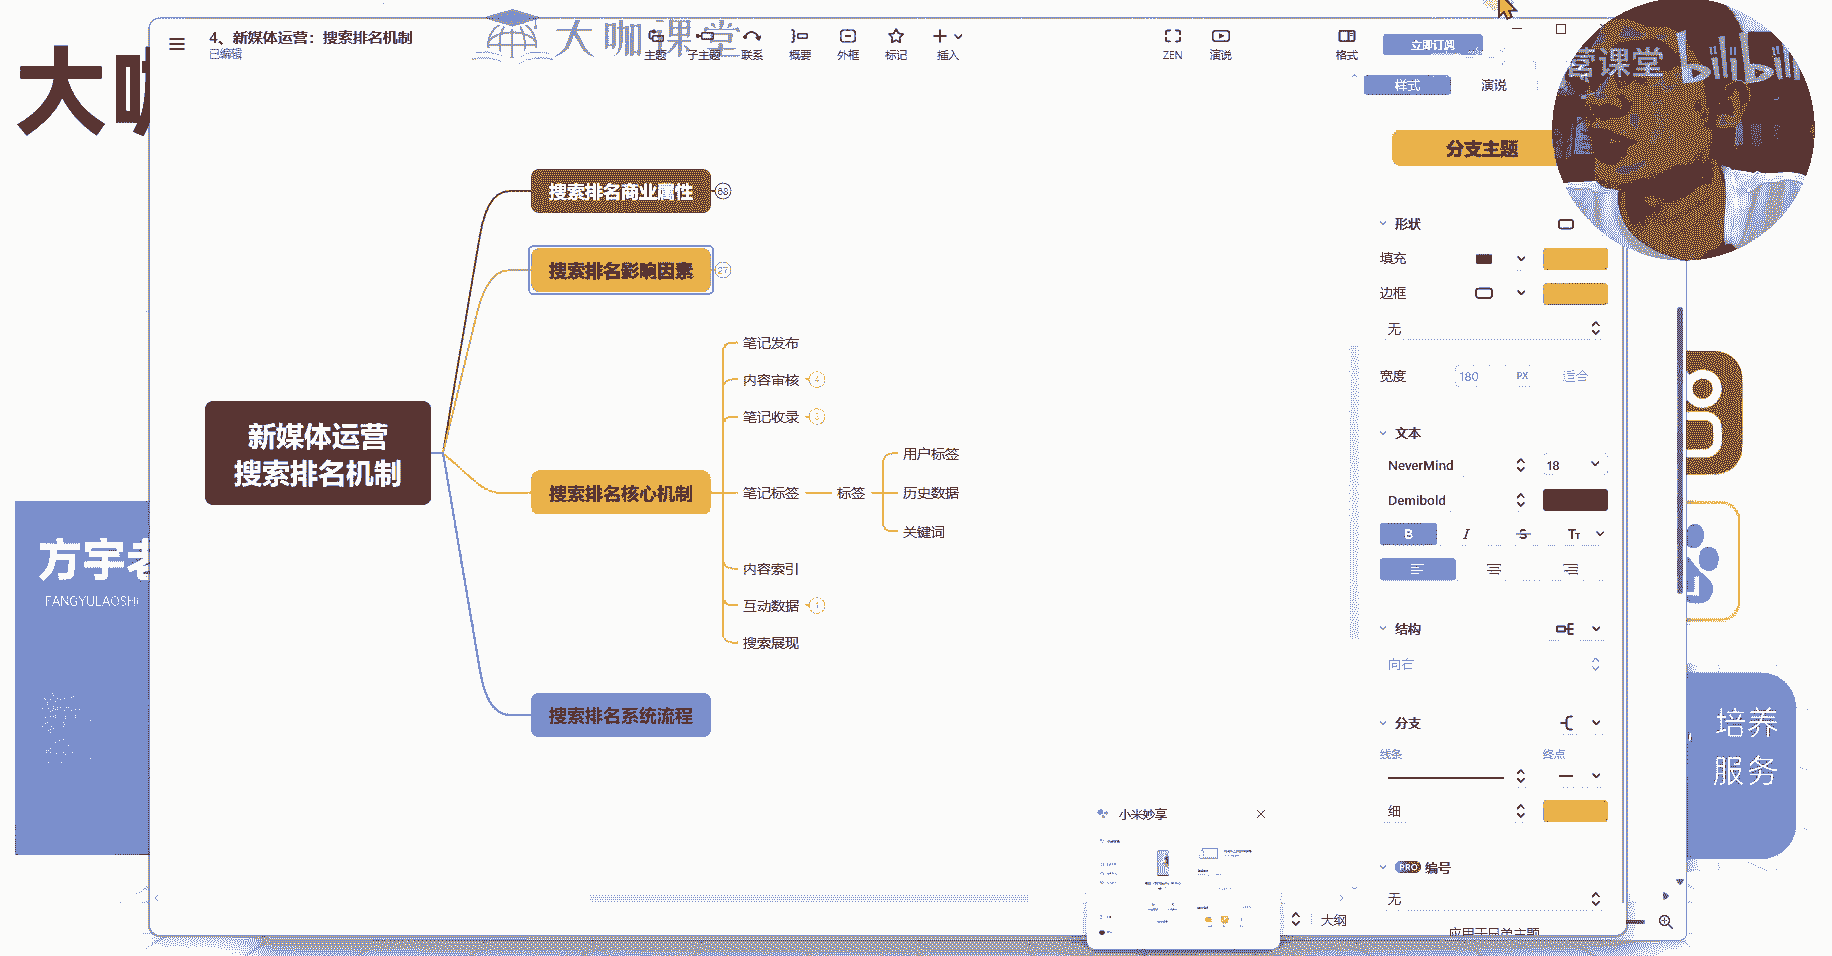 大咖课堂
大咖
营课堂 bilibili
4、新媒体运营：搜索排名机制
已编辑
主题
子主题
联系
概要
外框
标记
插入
ZEN
演说
格式
立即订阅
样式
演说
分支主题
搜索排名商业属性
68
搜索排名影响因素
27
新媒体运营
搜索排名机制
搜索排名核心机制
笔记发布
内容审核
4
笔记收录
3
笔记标签
标签
用户标签
历史数据
关键词
内容索引
互动数据
1
搜索展现
搜索排名系统流程
形状
填充
边框
无
宽度
180
PX
适合
文本
NeverMind
18
Demibold
B
I
S
TT
结构
向右
分支
线条
终点
细
PRO 编号
无
应用于兄弟主题
小米妙享
大纲
方宇老
FANGYULAOSHI
培养
服务